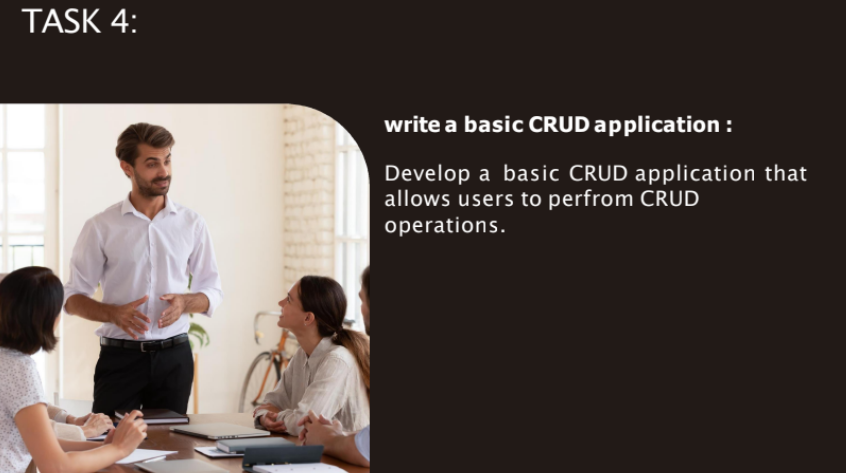 TASK 4:
write a basic CRUD application :
Develop a basic CRUD application that
allows users to perfrom CRUD
operations.